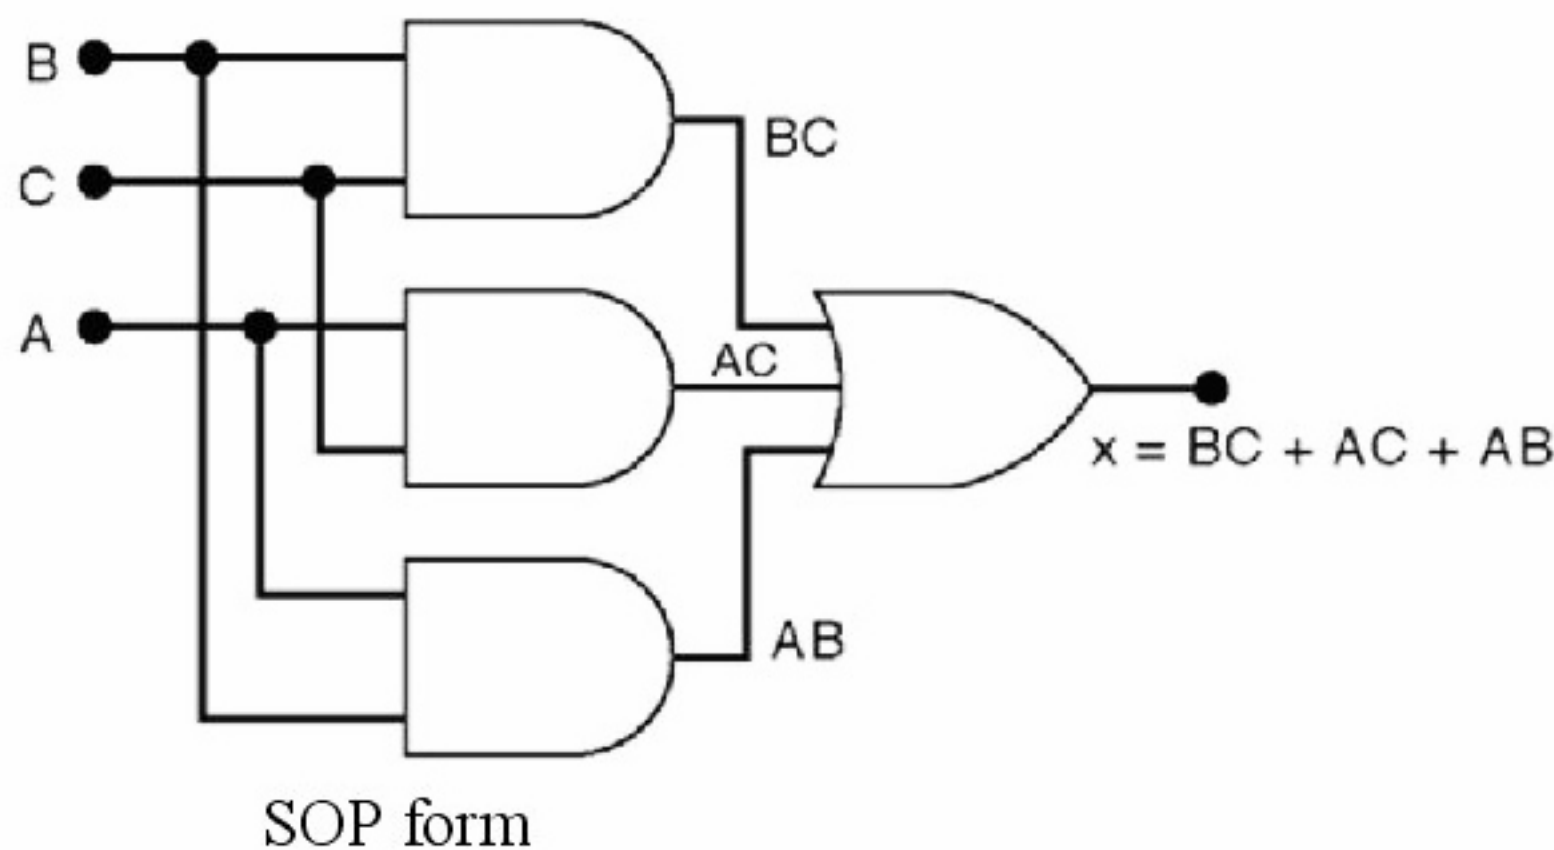 B
BC
C
A
AC
x = BC + AC + AB
AB
SOP form